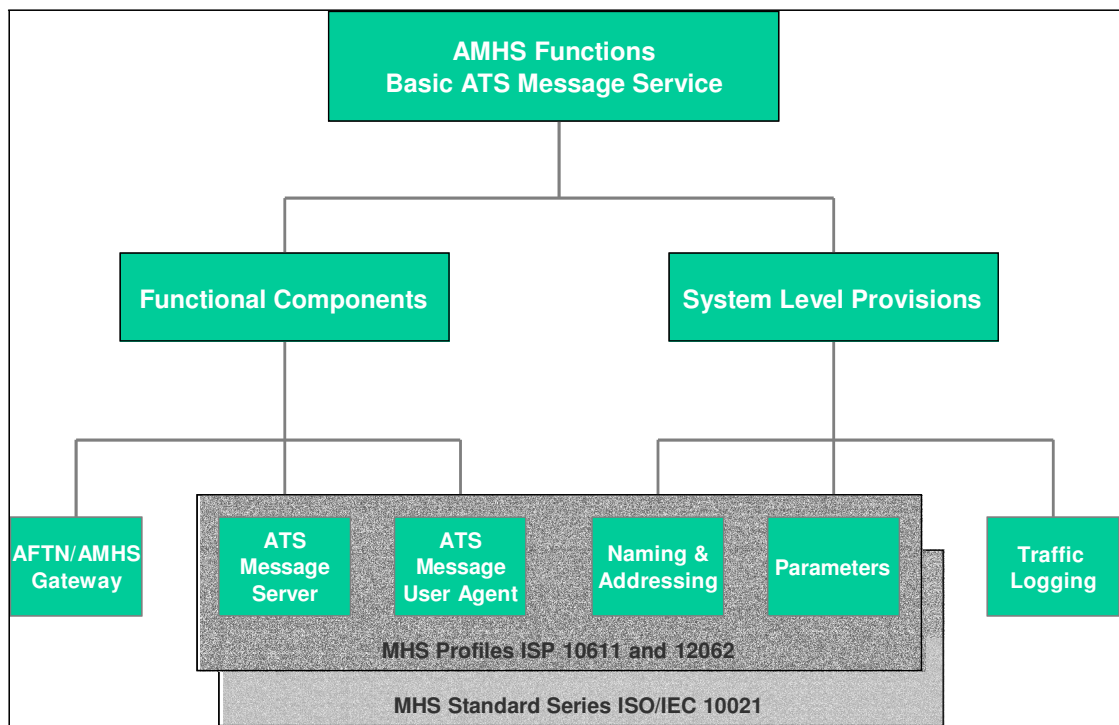 AMHS Functions
Basic ATS Message Service
Functional Components
System Level Provisions
AFTN/AMHS
Gateway
ATS
Message
Server
ATS
Message
User Agent
Naming &
Addressing
Parameters
Traffic
Logging
MHS Profiles ISP 10611 and 12062
MHS Standard Series ISO/IEC 10021